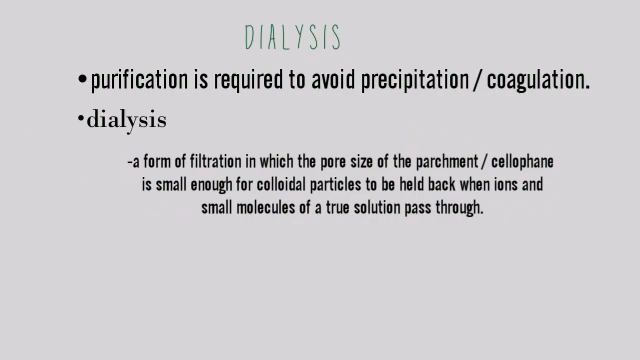 DIALYSIS
•purification is required to avoid precipitation / coagulation.
•dialysis
-a form of filtration in which the pore size of the parchment / cellophane
is small enough for colloidal particles to be held back when ions and
small molecules of a true solution pass through.